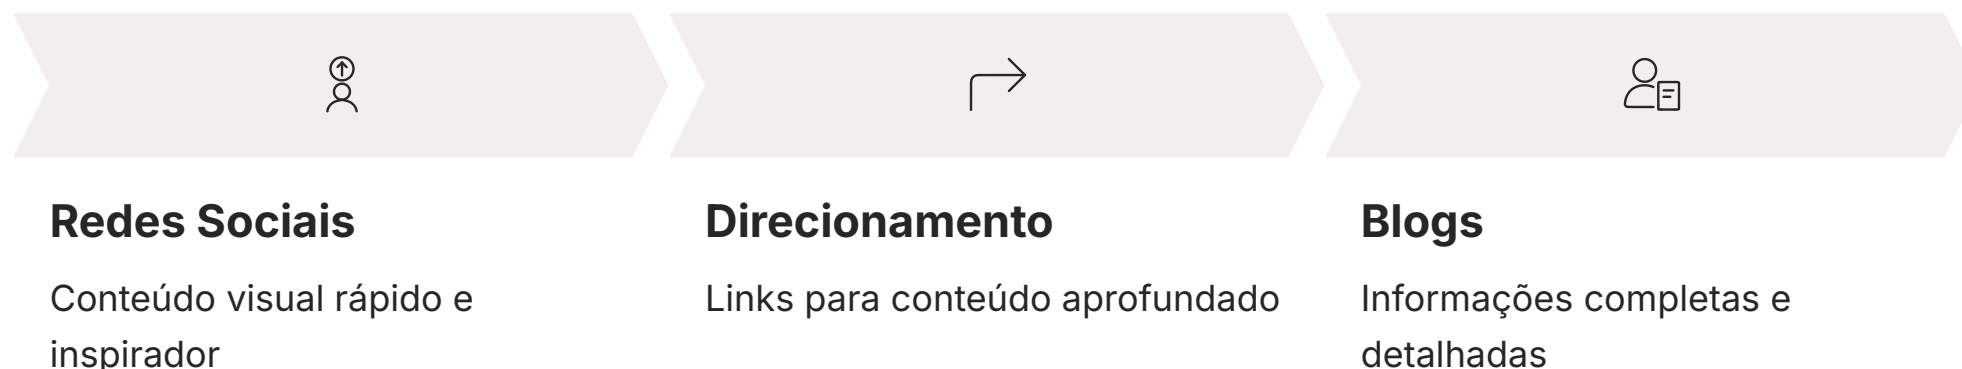 Redes Sociais
Conteúdo visual rápido e
inspirador
Direcionamento
Links para conteúdo aprofundado
Blogs
Informações completas e
detalhadas